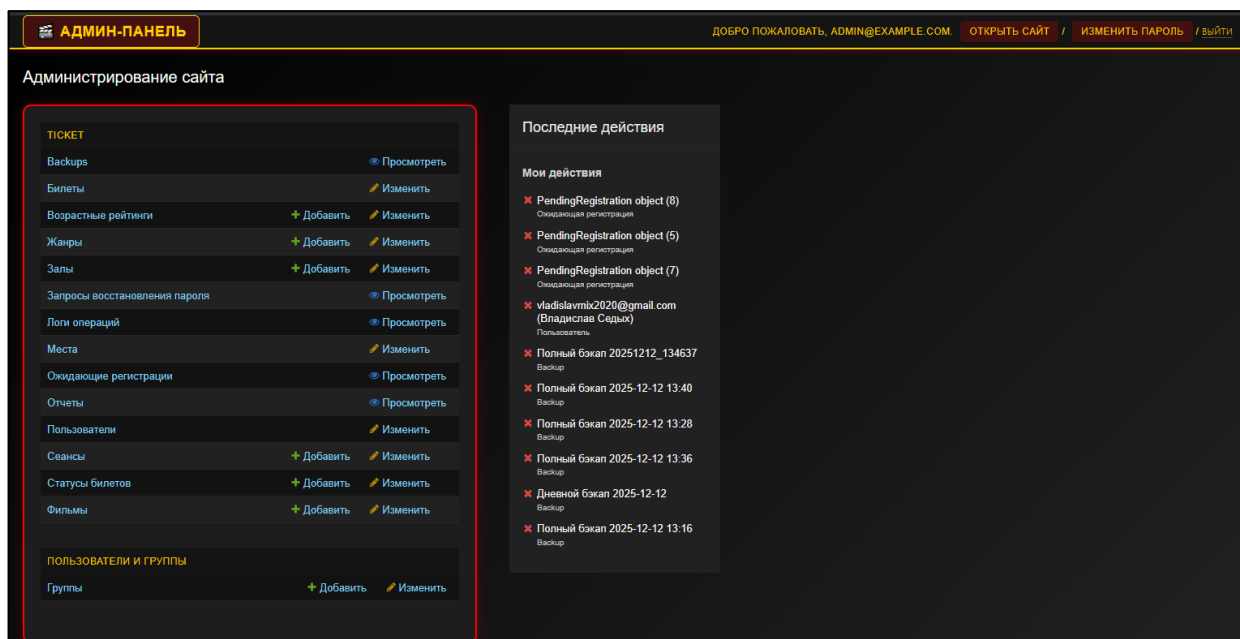 АДМИН-ПАНЕЛЬ
ДОБРО ПОЖАЛОВАТЬ, ADMIN@EXAMPLE.COM. ОТКРЫТЬ САЙТ / ИЗМЕНИТЬ ПАРОЛЬ / ВЫЙТИ
Администрирование сайта
TICKET
Backups Просмотреть
Билеты Изменить
Возрастные рейтинги Добавить Изменить
Жанры Добавить Изменить
Залы Добавить Изменить
Запросы восстановления пароля Просмотреть
Логи операций Просмотреть
Места Изменить
Ожидающие регистрации Просмотреть
Отчеты Просмотреть
Пользователи Изменить
Сеансы Добавить Изменить
Статусы билетов Добавить Изменить
Фильмы Добавить Изменить
ПОЛЬЗОВАТЕЛИ И ГРУППЫ
Группы Добавить Изменить
Последние действия
Мои действия
PendingRegistration object (8)
Ожидающая регистрация
PendingRegistration object (5)
Ожидающая регистрация
PendingRegistration object (7)
Ожидающая регистрация
vladislavmix2020@gmail.com
(Владислав Седых)
Пользователь
Полный бэкап 20251212_134637
Backup
Полный бэкап 2025-12-12 13:40
Backup
Полный бэкап 2025-12-12 13:28
Backup
Полный бэкап 2025-12-12 13:36
Backup
Дневной бэкап 2025-12-12
Backup
Полный бэкап 2025-12-12 13:16
Backup